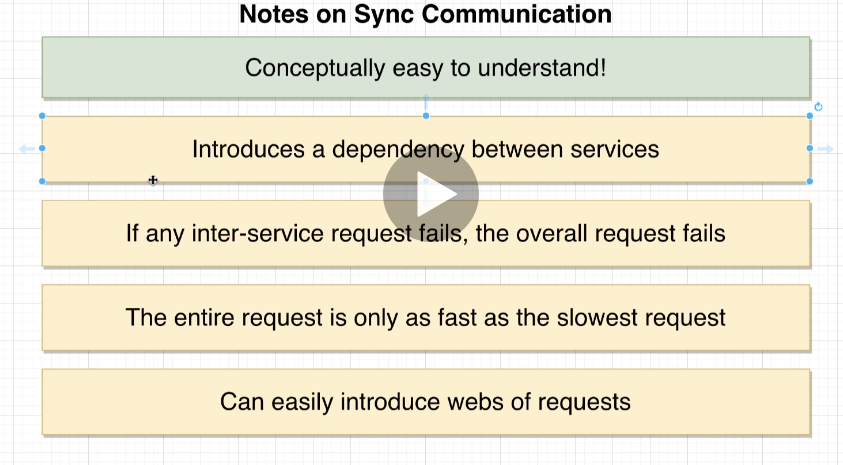 Notes on Sync Communication
Conceptually easy to understand!
Introduces a dependency between services
If any inter-service request fails, the overall request fails
The entire request is only as fast as the slowest request
Can easily introduce webs of requests